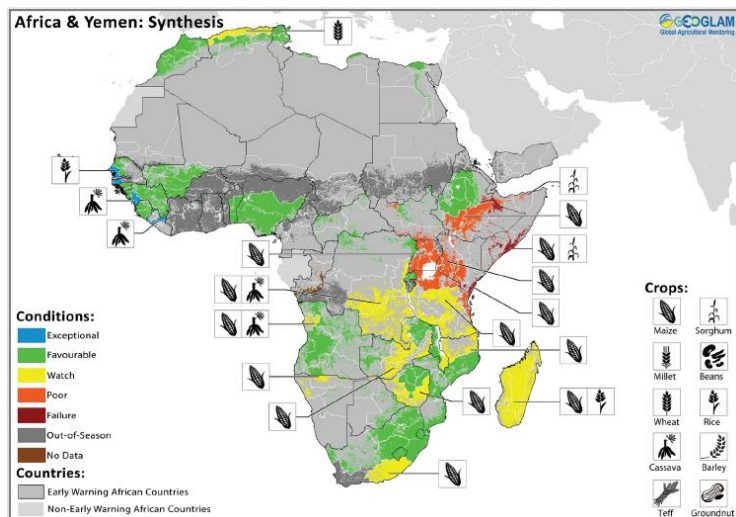 Africa & Yemen: Synthesis
GEOGLAM
Global Agricultural Monitoring
Conditions:
Exceptional
Favourable
Watch
Poor
Failure
Out-of-Season
No Data
Countries:
Early Warning African Countries
Non-Early Warning African Countries
Crops:
Maize Sorghum
Millet Beans
Wheat Rice
Cassava Barley
Teff Groundnut